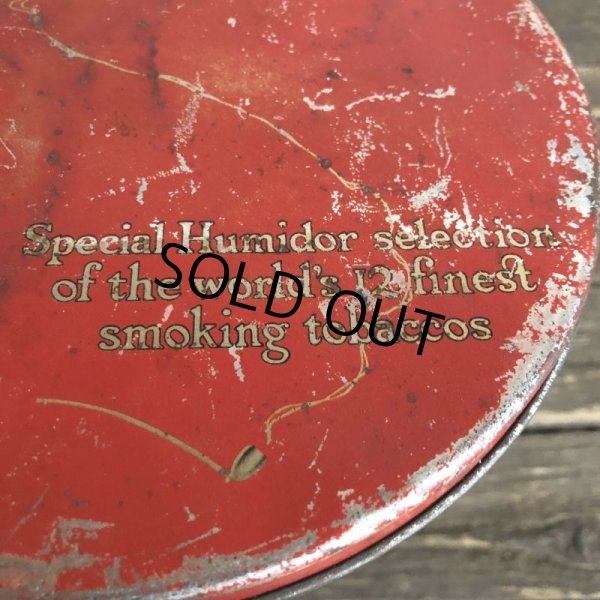 Special Humidor selection
of the world's 12 finest
smoking tobaccos
SOLD OUT